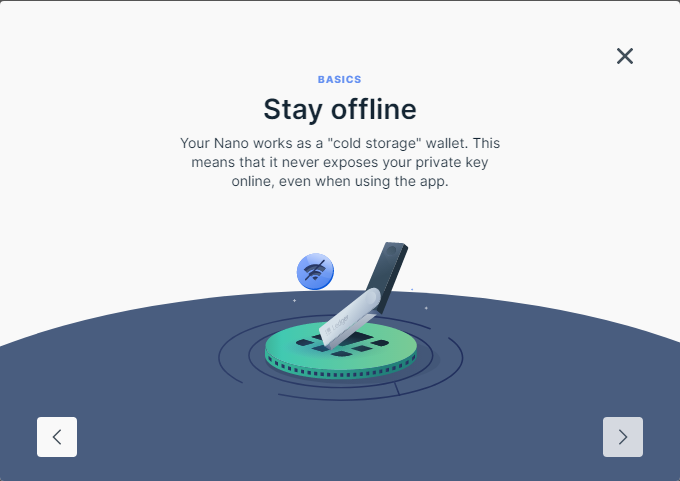 BASICS
Stay offline
Your Nano works as a "cold storage" wallet. This
means that it never exposes your private key
online, even when using the app.
Ledger